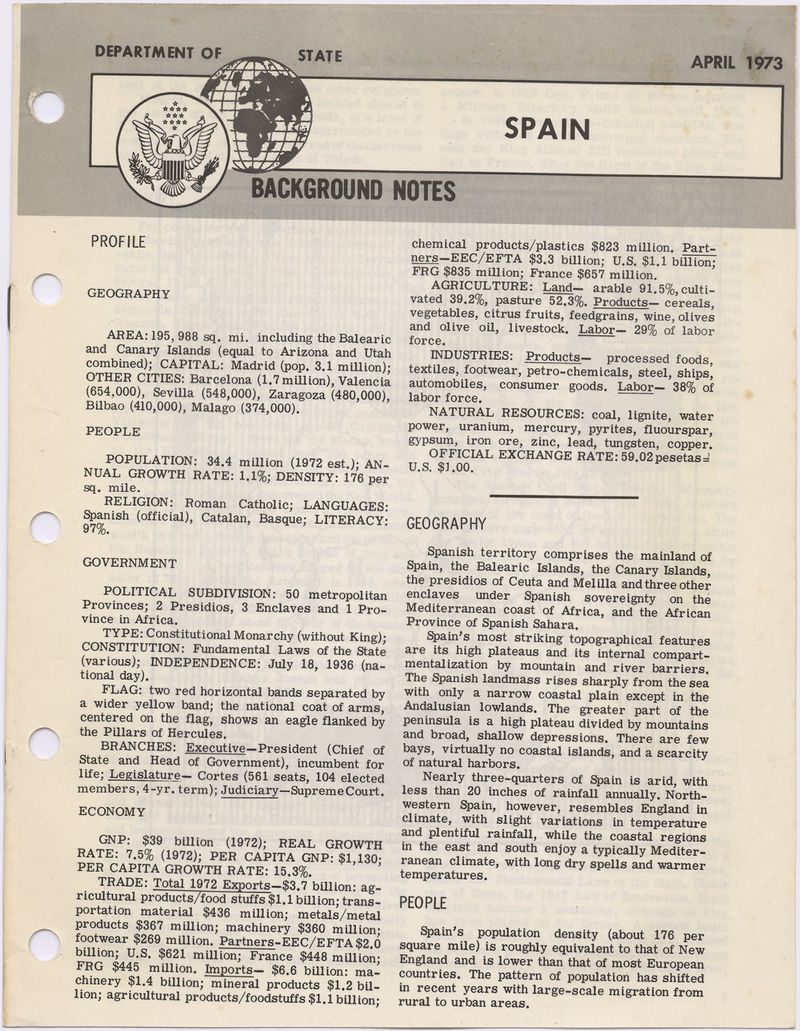 DEPARTMENT OF STATE
APRIL 1973
SPAIN
BACKGROUND NOTES
PROFILE
GEOGRAPHY
AREA: 195,988 sq. mi. including the Balearic
and Canary Islands (equal to Arizona and Utah
combined); CAPITAL: Madrid (pop. 3.1 million);
OTHER CITIES: Barcelona (1.7 million), Valencia
(654,000), Sevilla (548,000), Zaragoza (480,000),
Bilbao (410,000), Malago (374,000).
PEOPLE
POPULATION: 34.4 million (1972 est.); AN-
NUAL GROWTH RATE: 1.1%; DENSITY: 176 per
sq. mile.
RELIGION: Roman Catholic; LANGUAGES:
Spanish (official), Catalan, Basque; LITERACY:
97%.
GOVERNMENT
POLITICAL SUBDIVISION: 50 metropolitan
Provinces; 2 Presidios, 3 Enclaves and 1 Pro-
vince in Africa.
TYPE: Constitutional Monarchy (without King);
CONSTITUTION: Fundamental Laws of the State
(various); INDEPENDENCE: July 18, 1936 (na-
tional day).
FLAG: two red horizontal bands separated by
a wider yellow band; the national coat of arms,
centered on the flag, shows an eagle flanked by
the Pillars of Hercules.
BRANCHES: Executive—President (Chief of
State and Head of Government), incumbent for
life; Legislature— Cortes (561 seats, 104 elected
members, 4-yr. term); Judiciary—Supreme Court.
ECONOMY
GNP: $39 billion (1972); REAL GROWTH
RATE: 7.5% (1972); PER CAPITA GNP: $1,130;
PER CAPITA GROWTH RATE: 15.3%.
TRADE: Total 1972 Exports—$3.7 billion: ag-
ricultural products/food stuffs $1.1 billion; trans-
portation material $436 million; metals/metal
products $367 million; machinery $360 million;
footwear $269 million. Partners-EEC/EFTA $2.0
billion; U.S. $621 million; France $448 million;
FRG $445 million. Imports— $6.6 billion: ma-
chinery $1.4 billion; mineral products $1.2 bil-
lion; agricultural products/foodstuffs $1.1 billion;
chemical products/plastics $823 million. Part-
ners—EEC/EFTA $3.3 billion; U.S. $1.1 billion;
FRG $835 million; France $657 million.
AGRICULTURE: Land— arable 91.5%, culti-
vated 39.2%, pasture 52.3%. Products— cereals,
vegetables, citrus fruits, feedgrains, wine, olives
and olive oil, livestock. Labor— 29% of labor
force.
INDUSTRIES: Products— processed foods,
textiles, footwear, petro-chemicals, steel, ships,
automobiles, consumer goods. Labor— 38% of
labor force.
NATURAL RESOURCES: coal, lignite, water
power, uranium, mercury, pyrites, fluourspar,
gypsum, iron ore, zinc, lead, tungsten, copper.
OFFICIAL EXCHANGE RATE: 59.02 pesetas=
U.S. $1.00.
GEOGRAPHY
Spanish territory comprises the mainland of
Spain, the Balearic Islands, the Canary Islands,
the presidios of Ceuta and Melilla and three other
enclaves under Spanish sovereignty on the
Mediterranean coast of Africa, and the African
Province of Spanish Sahara.
Spain's most striking topographical features
are its high plateaus and its internal compart-
mentalization by mountain and river barriers.
The Spanish landmass rises sharply from the sea
with only a narrow coastal plain except in the
Andalusian lowlands. The greater part of the
peninsula is a high plateau divided by mountains
and broad, shallow depressions. There are few
bays, virtually no coastal islands, and a scarcity
of natural harbors.
Nearly three-quarters of Spain is arid, with
less than 20 inches of rainfall annually. North-
western Spain, however, resembles England in
climate, with slight variations in temperature
and plentiful rainfall, while the coastal regions
in the east and south enjoy a typically Mediter-
ranean climate, with long dry spells and warmer
temperatures.
PEOPLE
Spain's population density (about 176 per
square mile) is roughly equivalent to that of New
England and is lower than that of most European
countries. The pattern of population has shifted
in recent years with large-scale migration from
rural to urban areas.